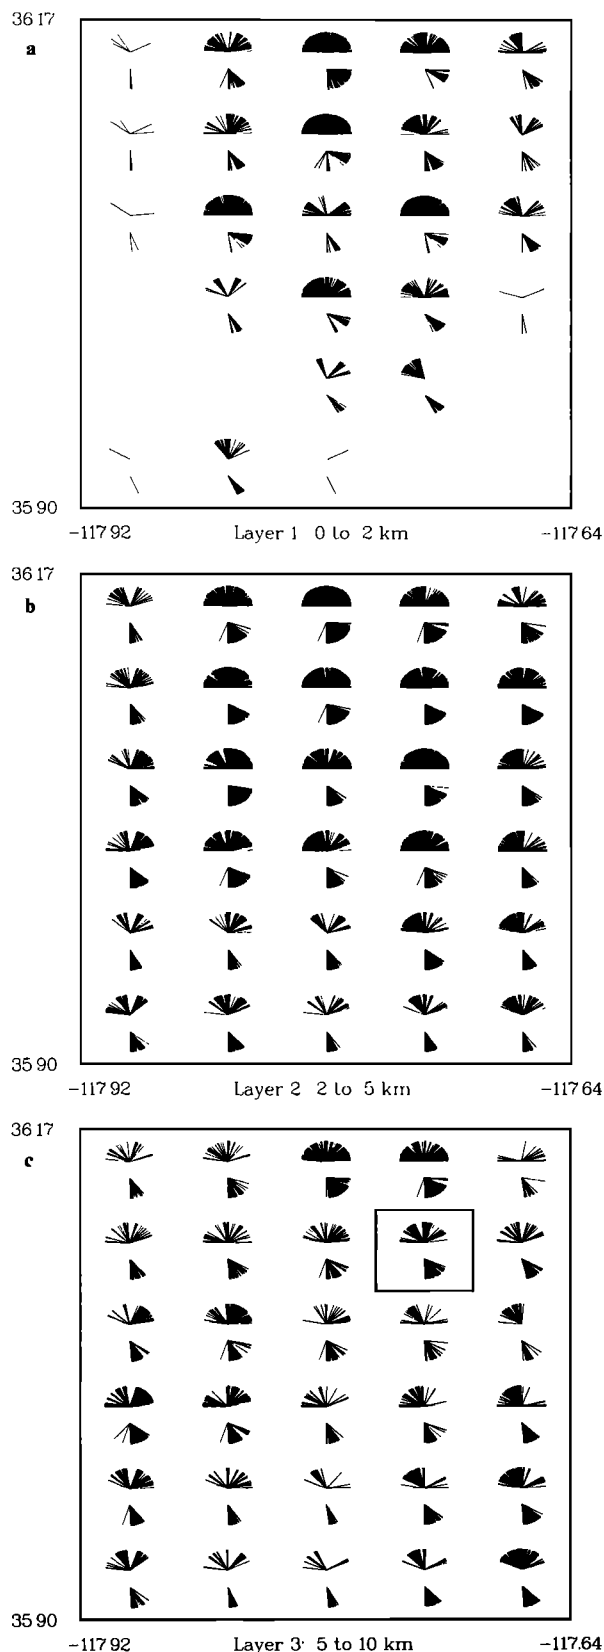 36 17
a
35 90
-117 92 Layer 1 0 to 2 km -117 64
36 17
b
35 90
-117 92 Layer 2 2 to 5 km -117 64
36 17
c
35 90
-117 92 Layer 3· 5 to 10 km -117.64